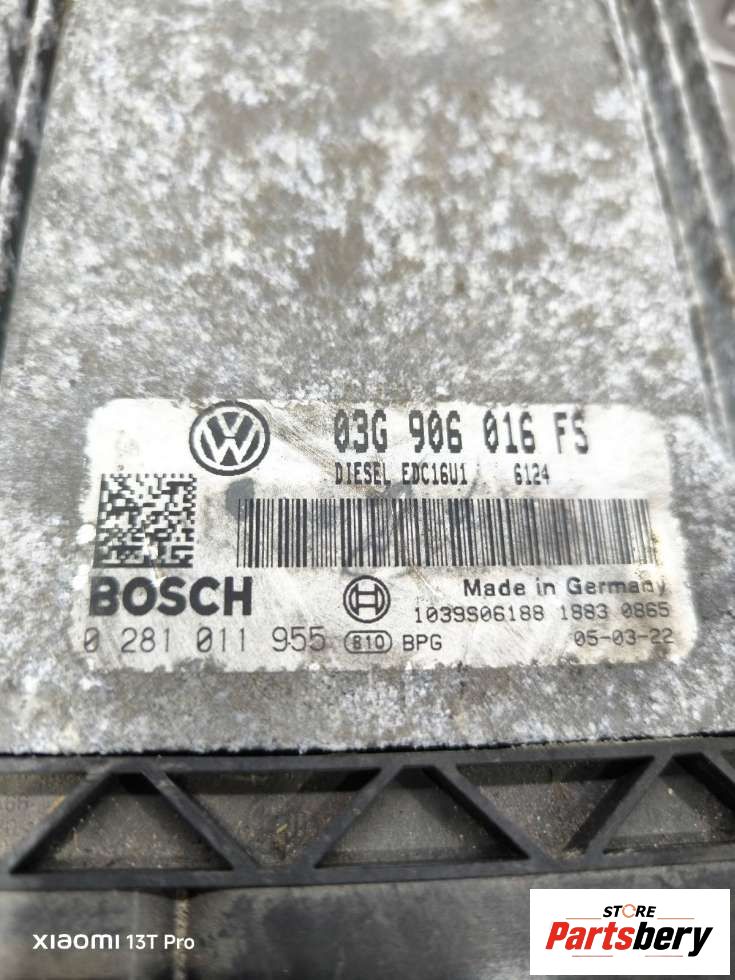 03G 906 016 FS
DIESEL EDC16U1 6124
BOSCH
Made in Germany
1039S06188 1883 0865
0 281 011 955 810 BPG 05-03-22
XIAOMI 13T Pro
STORE
Partsbery